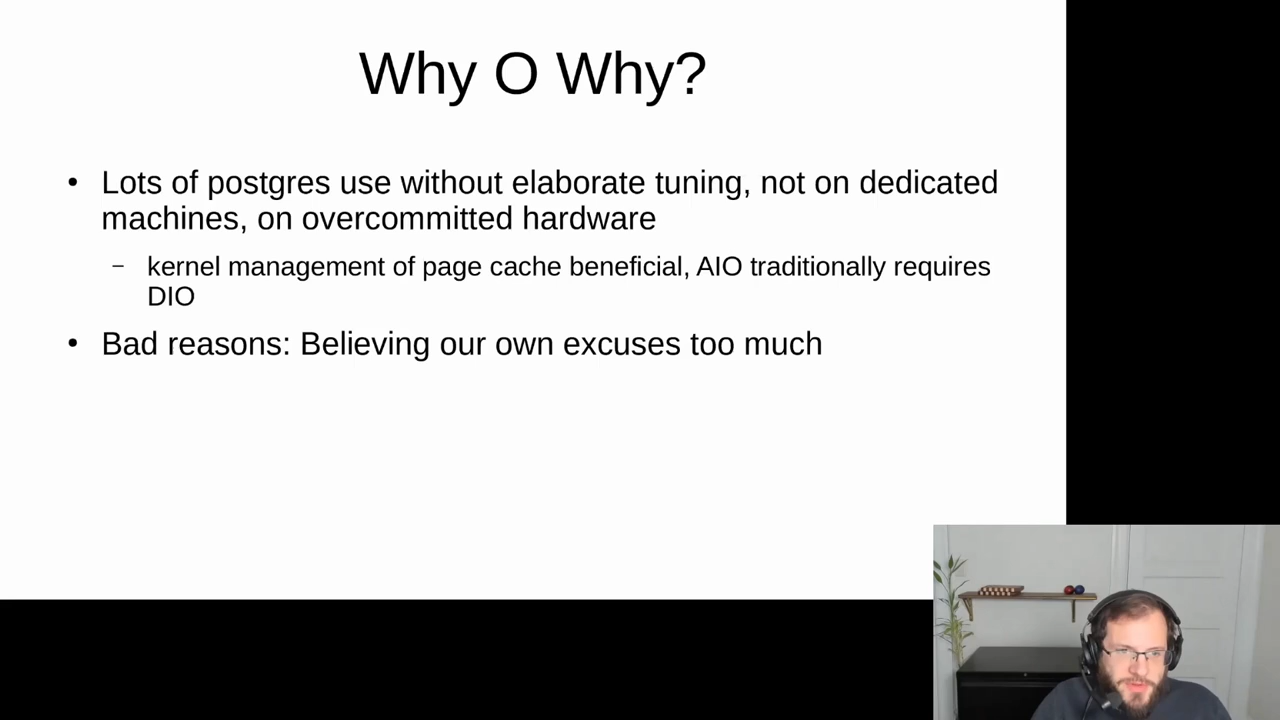 Why O Why?
• Lots of postgres use without elaborate tuning, not on dedicated
machines, on overcommitted hardware
– kernel management of page cache beneficial, AIO traditionally requires
DIO
• Bad reasons: Believing our own excuses too much